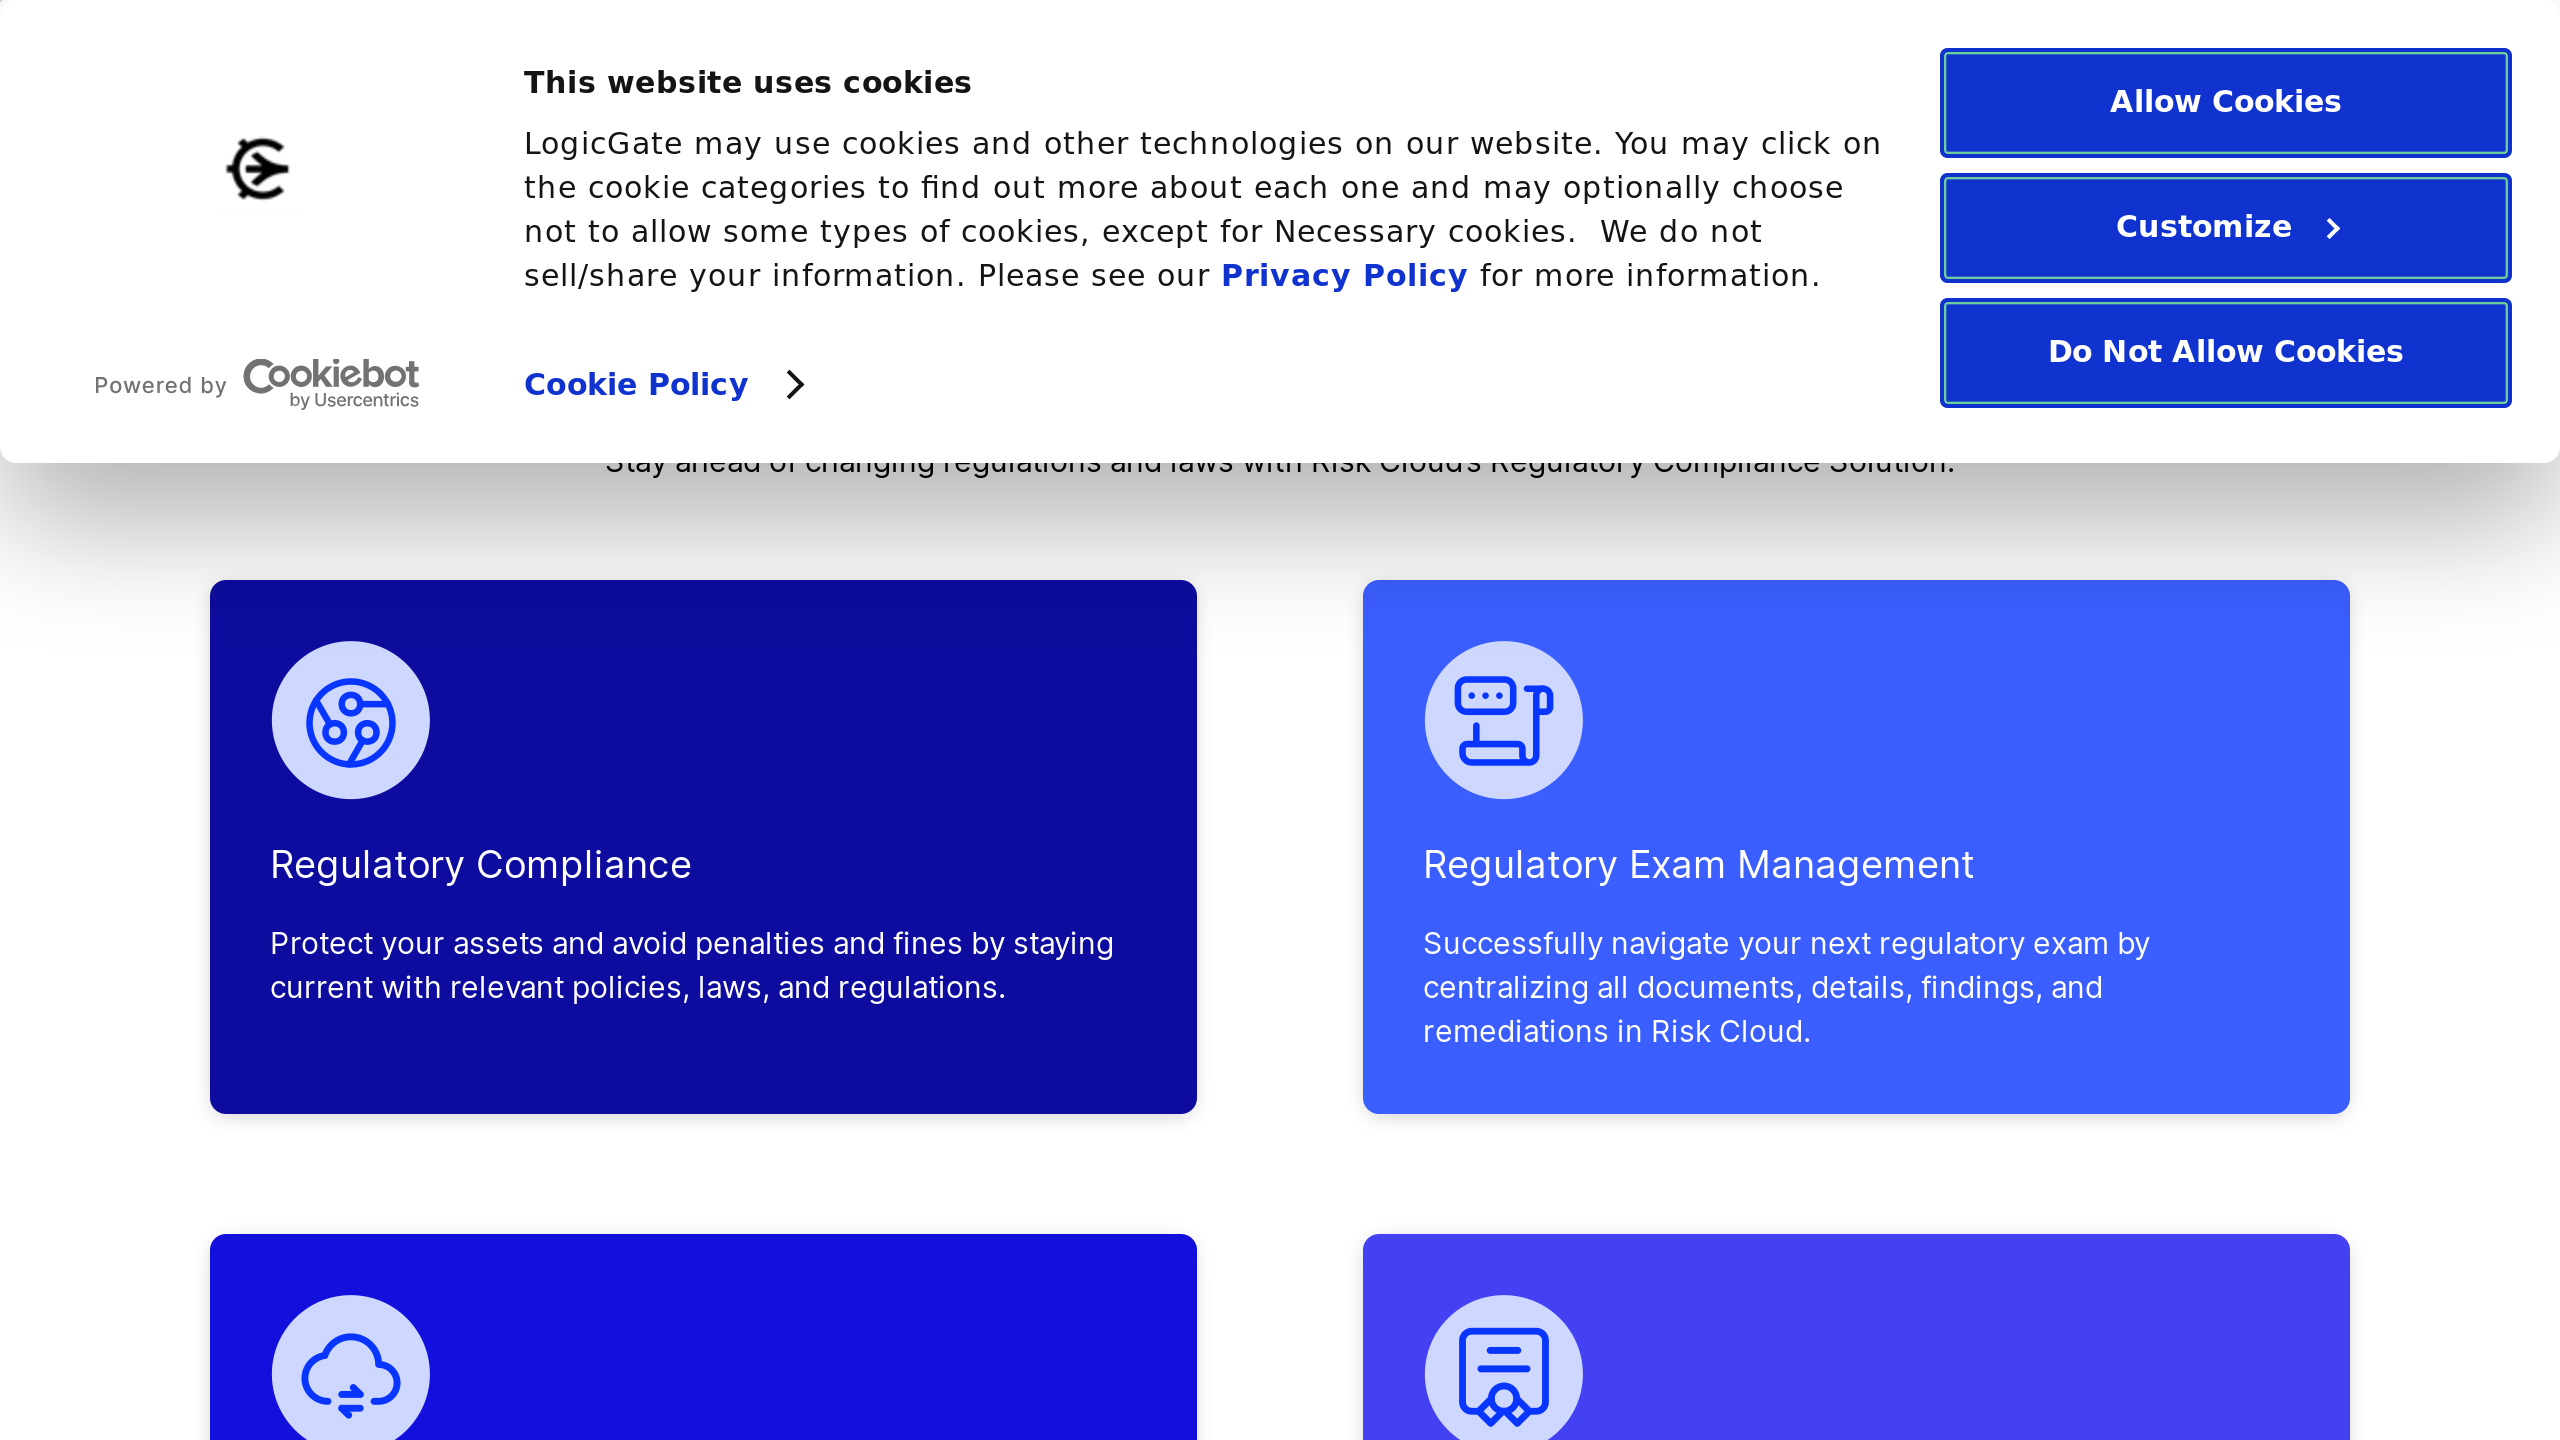 This website uses cookies
LogicGate may use cookies and other technologies on our website. You may click on
the cookie categories to find out more about each one and may optionally choose
not to allow some types of cookies, except for Necessary cookies.  We do not
sell/share your information. Please see our Privacy Policy for more information.
Powered by Cookiebot
by Usercentrics
Cookie Policy
Allow Cookies
Customize
Do Not Allow Cookies
Stay ahead of changing regulations and laws with Risk Cloud's Regulatory Compliance Solution.
Regulatory Compliance
Protect your assets and avoid penalties and fines by staying
current with relevant policies, laws, and regulations.
Regulatory Exam Management
Successfully navigate your next regulatory exam by
centralizing all documents, details, findings, and
remediations in Risk Cloud.